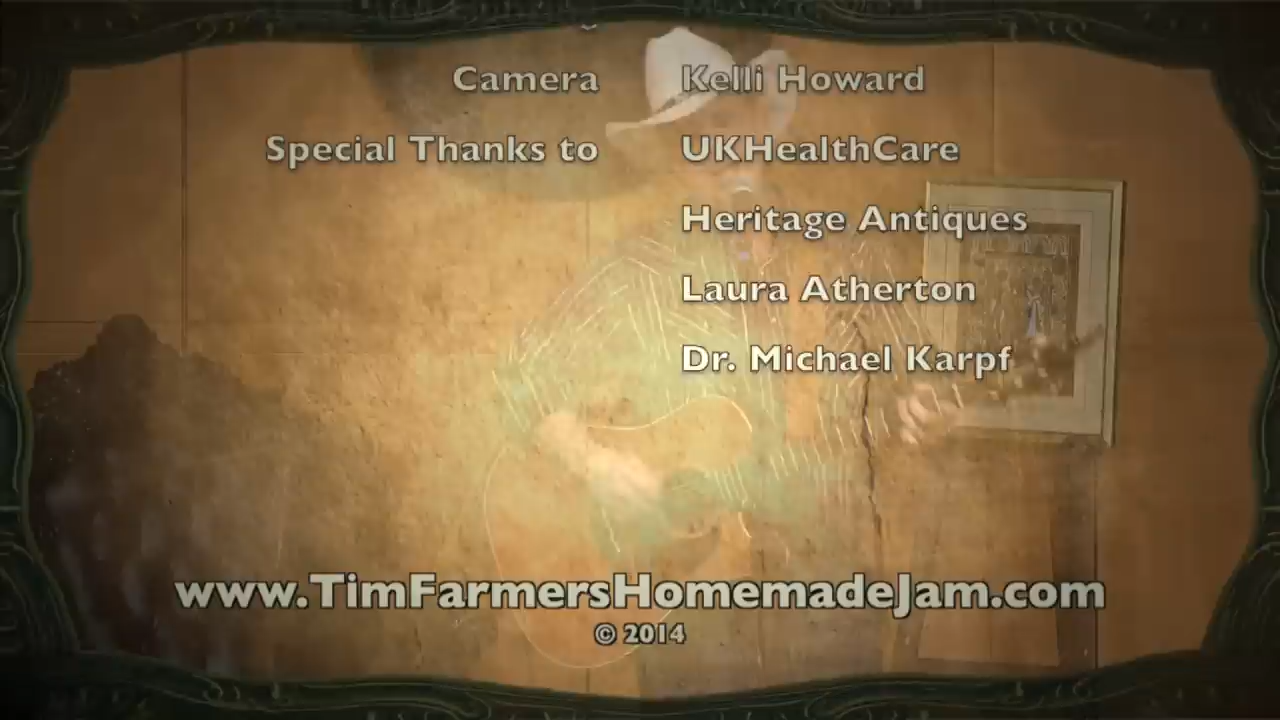 Camera Kelli Howard
Special Thanks to UKHealthCare
Heritage Antiques
Laura Atherton
Dr. Michael Karpf
www.TimFarmersHomemadeJam.com
© 2014